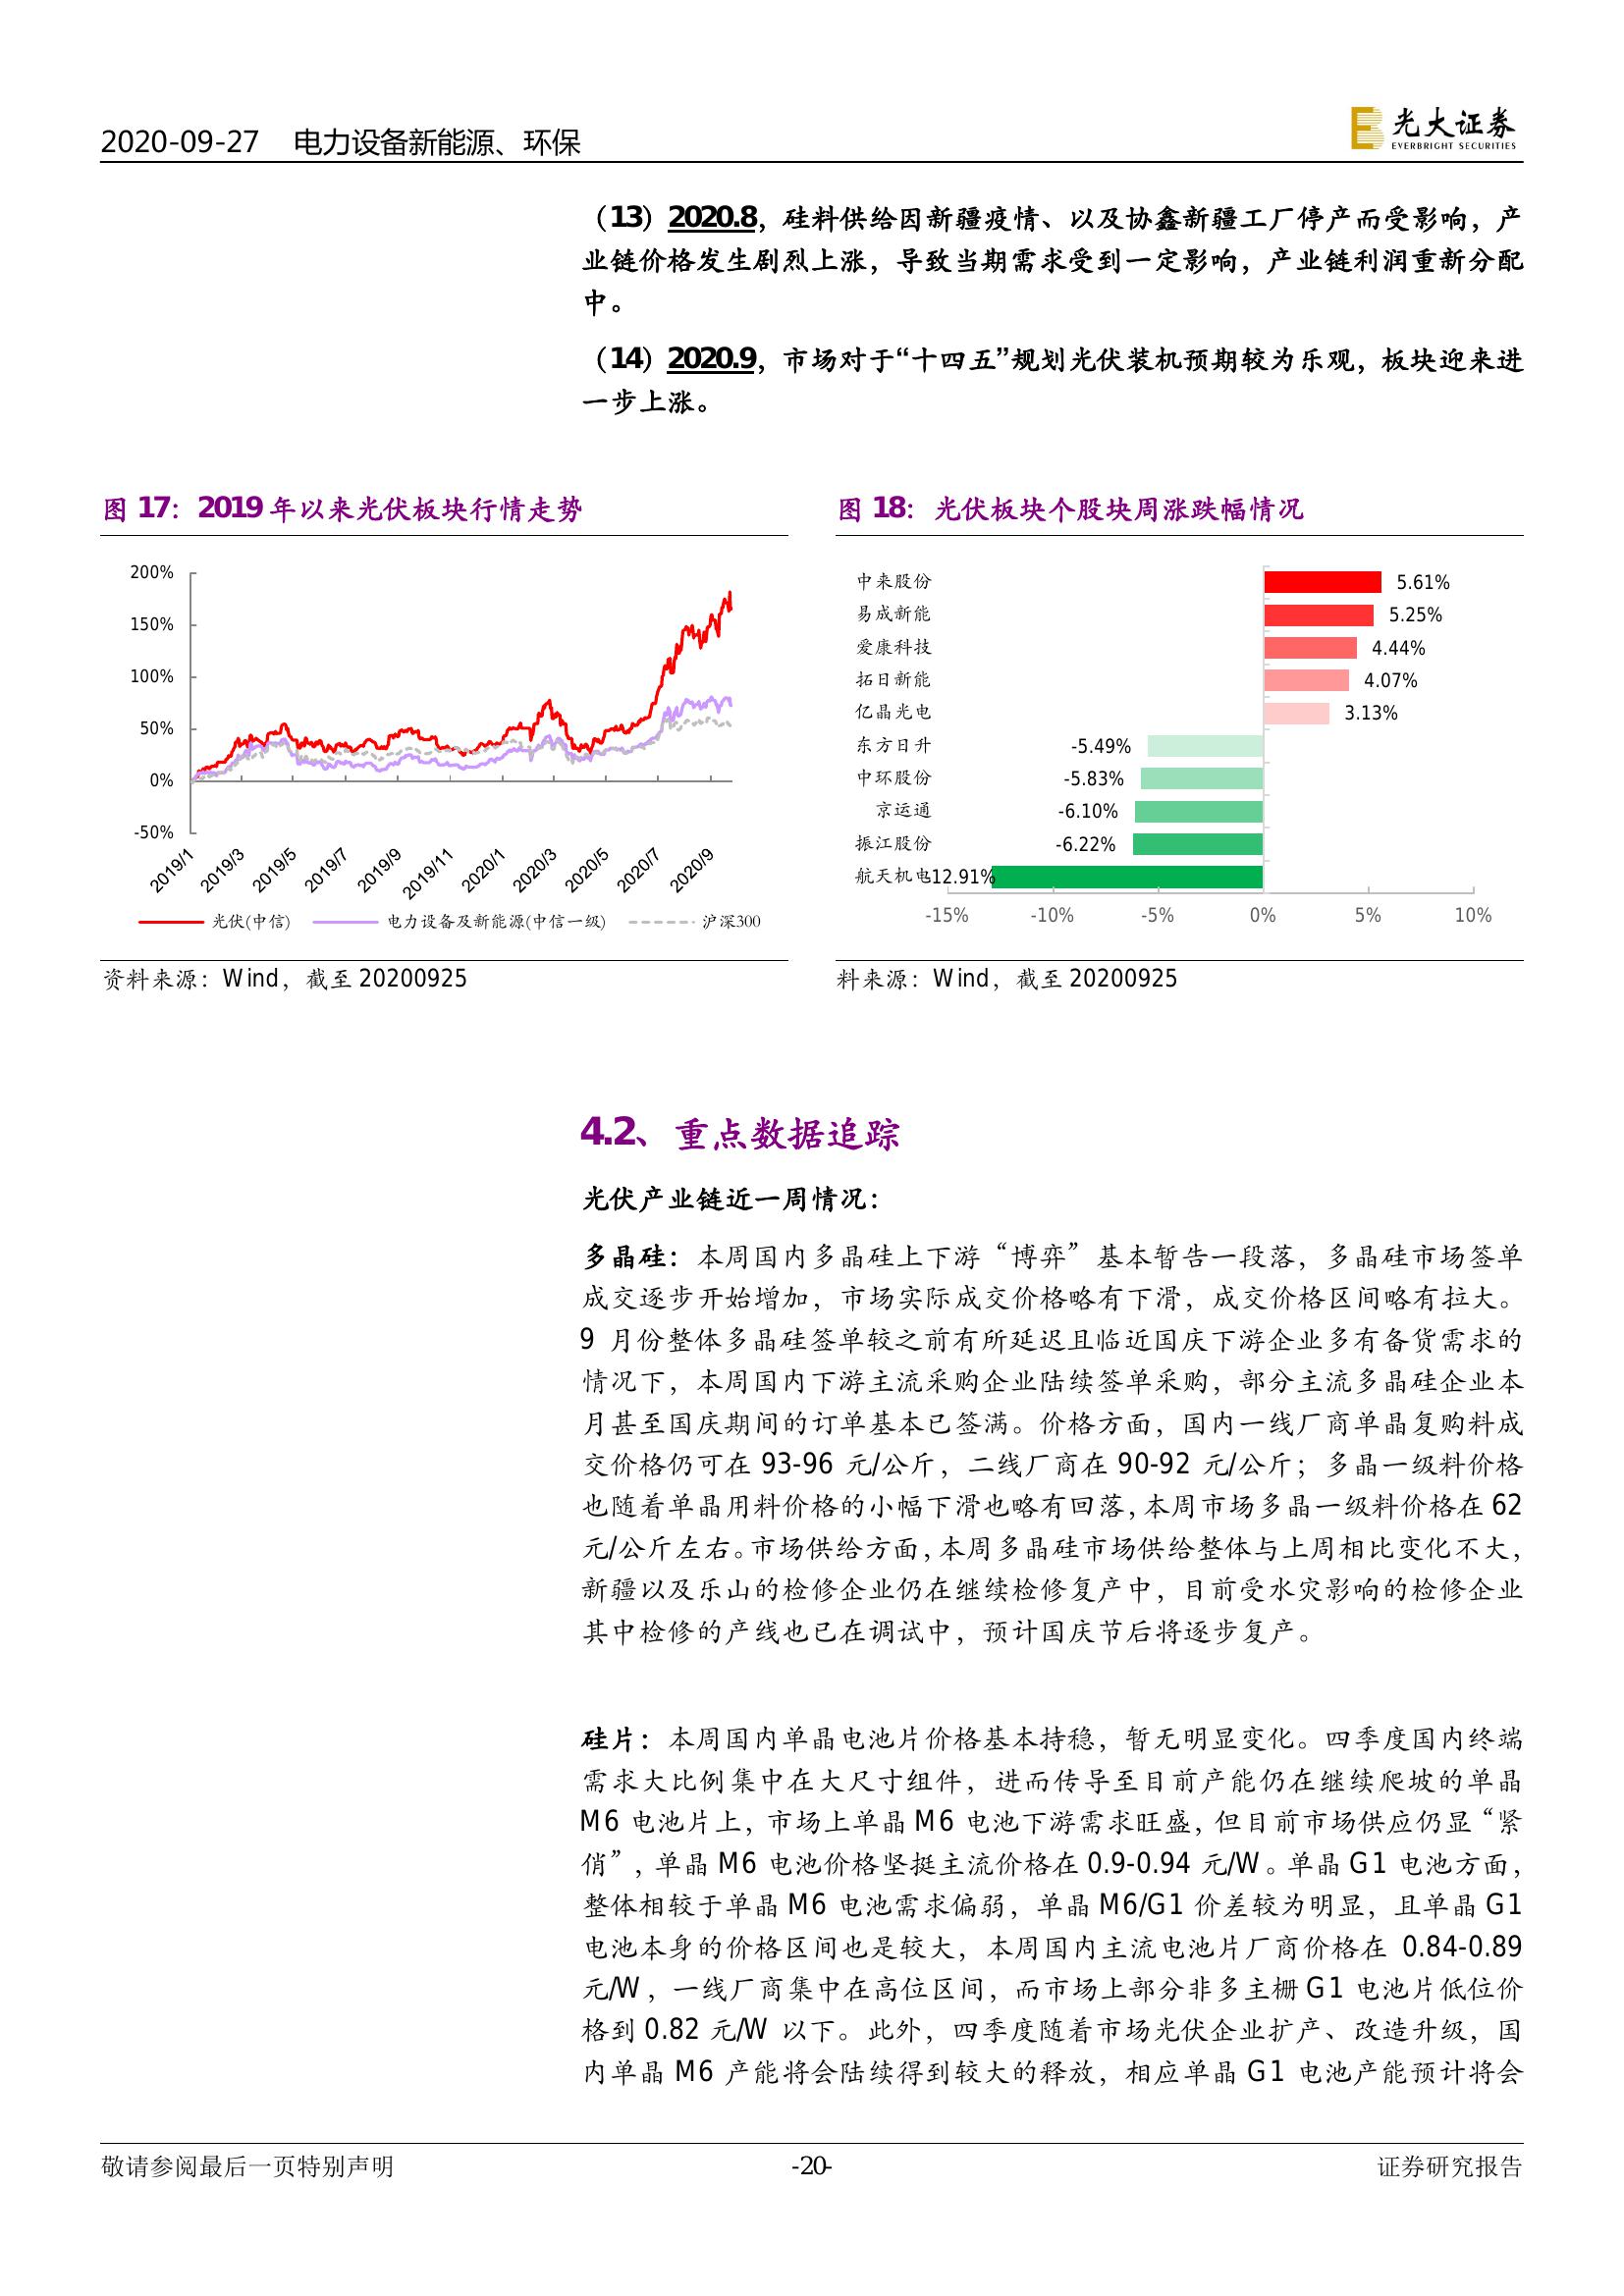 2020-09-27 电力设备新能源、环保
光大证券
EVERBRIGHT SECURITIES
（13）2020.8，硅料供给因新疆疫情、以及协鑫新疆工厂停产而受影响，产
业链价格发生剧烈上涨，导致当期需求受到一定影响，产业链利润重新分配
中。
（14）2020.9，市场对于“十四五”规划光伏装机预期较为乐观，板块迎来进
一步上涨。
图 17：2019 年以来光伏板块行情走势
200%
150%
100%
50%
0%
-50%
2019/1
2019/3
2019/5
2019/7
2019/9
2019/11
2020/1
2020/3
2020/5
2020/7
2020/9
光伏(中信)
电力设备及新能源(中信一级)
沪深300
资料来源：Wind，截至 20200925
图 18：光伏板块个股块周涨跌幅情况
中来股份 5.61%
易成新能 5.25%
爱康科技 4.44%
拓日新能 4.07%
亿晶光电 3.13%
东方日升 -5.49%
中环股份 -5.83%
京运通 -6.10%
振江股份 -6.22%
航天机电 -12.91%
-15% -10% -5% 0% 5% 10%
料来源：Wind，截至 20200925
4.2、重点数据追踪
光伏产业链近一周情况：
多晶硅：本周国内多晶硅上下游“博弈”基本暂告一段落，多晶硅市场签单
成交逐步开始增加，市场实际成交价格略有下滑，成交价格区间略有拉大。
9 月份整体多晶硅签单较之前有所延迟且临近国庆下游企业多有备货需求的
情况下，本周国内下游主流采购企业陆续签单采购，部分主流多晶硅企业本
月甚至国庆期间的订单基本已签满。价格方面，国内一线厂商单晶复购料成
交价格仍可在 93-96 元/公斤，二线厂商在 90-92 元/公斤；多晶一级料价格
也随着单晶用料价格的小幅下滑也略有回落，本周市场多晶一级料价格在 62
元/公斤左右。市场供给方面，本周多晶硅市场供给整体与上周相比变化不大，
新疆以及乐山的检修企业仍在继续检修复产中，目前受水灾影响的检修企业
其中检修的产线也已在调试中，预计国庆节后将逐步复产。
硅片：本周国内单晶电池片价格基本持稳，暂无明显变化。四季度国内终端
需求大比例集中在大尺寸组件，进而传导至目前产能仍在继续爬坡的单晶
M6 电池片上，市场上单晶 M6 电池下游需求旺盛，但目前市场供应仍显“紧
俏”，单晶 M6 电池价格坚挺主流价格在 0.9-0.94 元/W。单晶 G1 电池方面，
整体相较于单晶 M6 电池需求偏弱，单晶 M6/G1 价差较为明显，且单晶 G1
电池本身的价格区间也是较大，本周国内主流电池片厂商价格在 0.84-0.89
元/W，一线厂商集中在高位区间，而市场上部分非多主栅 G1 电池片低位价
格到 0.82 元/W 以下。此外，四季度随着市场光伏企业扩产、改造升级，国
内单晶 M6 产能将会陆续得到较大的释放，相应单晶 G1 电池产能预计将会
敬请参阅最后一页特别声明
-20-
证券研究报告